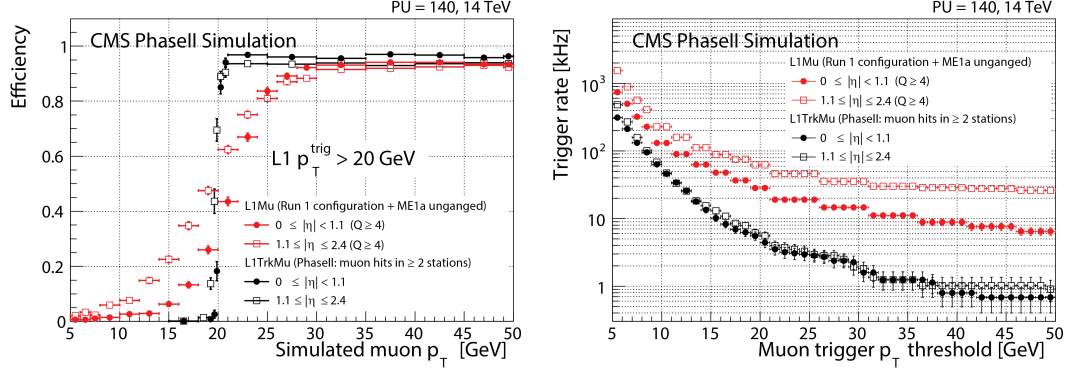 PU = 140, 14 TeV
CMS PhaseII Simulation
Efficiency
1
0.8
0.6
0.4
0.2
0
L1 p_T^trig > 20 GeV
L1Mu (Run 1 configuration + ME1a unganged)
0 ≤ |η| < 1.1 (Q ≥ 4)
1.1 ≤ |η| ≤ 2.4 (Q ≥ 4)
L1TrkMu (PhaseII: muon hits in ≥ 2 stations)
0 ≤ |η| < 1.1
1.1 ≤ |η| ≤ 2.4
5 10 15 20 25 30 35 40 45 50
Simulated muon p_T [GeV]
PU = 140, 14 TeV
CMS PhaseII Simulation
Trigger rate [kHz]
10³
10²
10
1
L1Mu (Run 1 configuration + ME1a unganged)
0 ≤ |η| < 1.1 (Q ≥ 4)
1.1 ≤ |η| ≤ 2.4 (Q ≥ 4)
L1TrkMu (PhaseII: muon hits in ≥ 2 stations)
0 ≤ |η| < 1.1
1.1 ≤ |η| ≤ 2.4
5 10 15 20 25 30 35 40 45 50
Muon trigger p_T threshold [GeV]